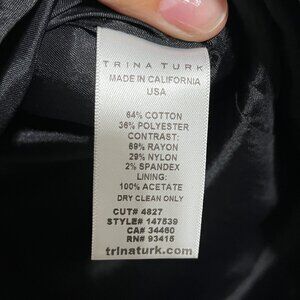 TRINA TURK
MADE IN CALIFORNIA
USA
64% COTTON
36% POLYESTER
CONTRAST:
69% RAYON
29% NYLON
2% SPANDEX
LINING:
100% ACETATE
DRY CLEAN ONLY
CUT# 4827
STYLE# 147539
CA# 34460
RN# 93415
trinaturk.com